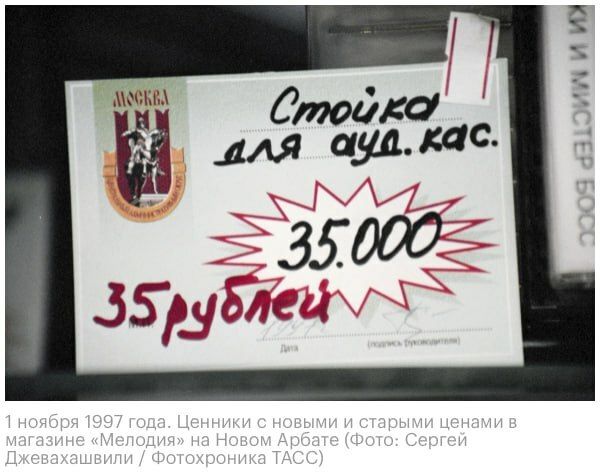 МОСКВА
Стойка
для ауд. кас.
35.000
35 рублей
Дата
(подпись руководителя)
КИ И МИСТЕР БОСС
1 ноября 1997 года. Ценники с новыми и старыми ценами в
магазине «Мелодия» на Новом Арбате (Фото: Сергей
Джевахашвили / Фотохроника ТАСС)